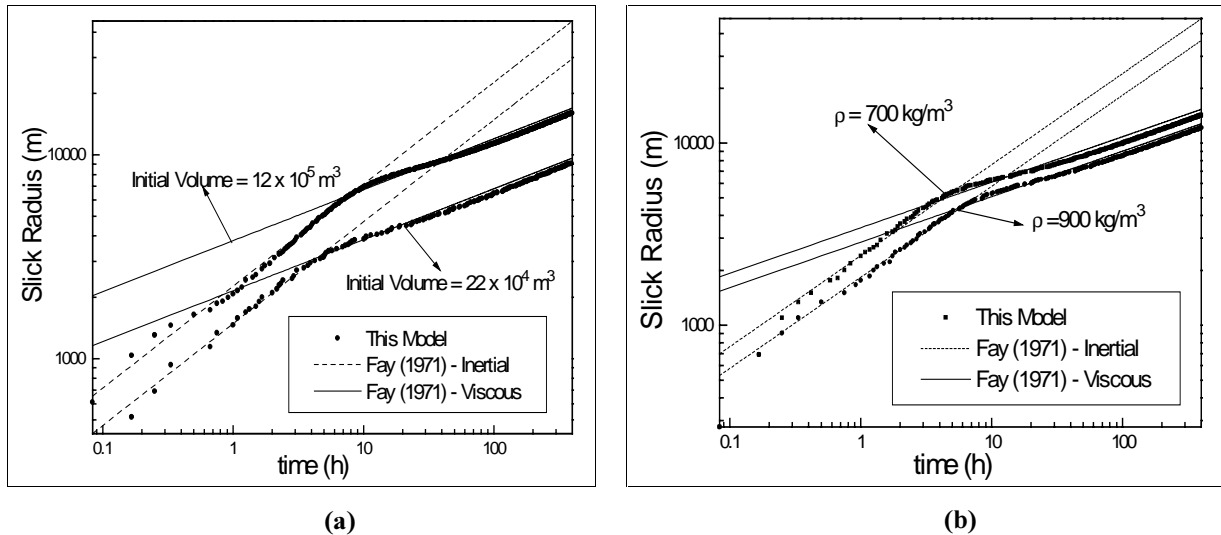 10000
1000
Slick Raduis (m)
Initial Volume = 12 x 10⁵ m³
Initial Volume = 22 x 10⁴ m³
This Model
Fay (1971) - Inertial
Fay (1971) - Viscous
0.1 1 10 100
time (h)
(a)
10000
1000
Slick Radius (m)
ρ = 700 kg/m³
ρ = 900 kg/m³
This Model
Fay (1971) - Inertial
Fay (1971) - Viscous
0.1 1 10 100
time (h)
(b)